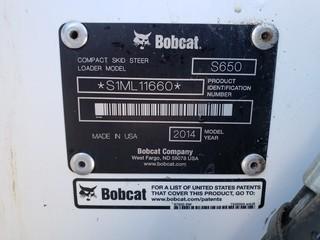 Bobcat.
COMPACT SKID STEER
LOADER MODEL
S650
*S1ML11660*
PRODUCT
IDENTIFICATION
NUMBER
MADE IN USA
2014
MODEL
YEAR
Bobcat Company
West Fargo, ND 58078 USA
www.bobcat.com
Bobcat
FOR A LIST OF UNITED STATES PATENTS
THAT COVER THIS PRODUCT, GO TO:
www.bobcat.com/patents